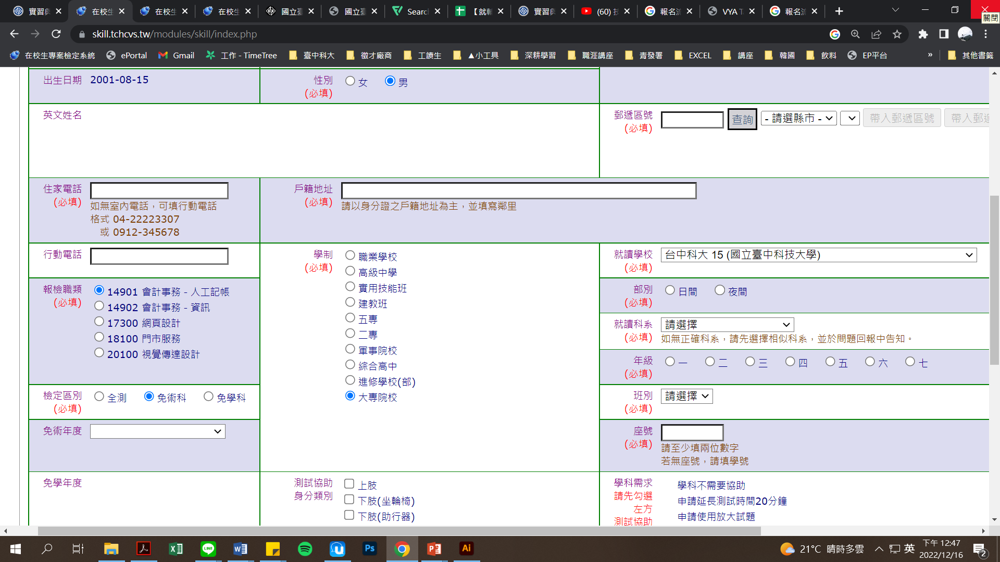 實習與
在校生
在校生
在校生
國立臺
國立臺
Search
【就輔
實習與
(60) 技
報名流
VYA T
報名流
關閉
skill.tchcvs.tw/modules/skill/index.php
在校生專案檢定系統
ePortal
Gmail
工作 - TimeTree
臺中科大
徵才廠商
工讀生
▲小工具
深耕學習
職涯講座
青發署
EXCEL
講座
韓國
飲料
EP平台
»
其他書籤
出生日期 2001-08-15
性別 (必填) 女 男
英文姓名
郵遞區號 (必填) 查詢 - 請選縣市 - 帶入郵遞區號 帶入郵遞
住家電話 (必填)
如無室內電話，可填行動電話
格式 04-22223307
或 0912-345678
戶籍地址 (必填)
請以身分證之戶籍地址為主，並填寫鄰里
行動電話
學制 (必填)
職業學校
高級中學
實用技能班
建教班
五專
二專
軍事院校
綜合高中
進修學校(部)
大專院校
就讀學校 (必填) 台中科大 15 (國立臺中科技大學)
報檢職類 (必填)
14901 會計事務 - 人工記帳
14902 會計事務 - 資訊
17300 網頁設計
18100 門市服務
20100 視覺傳達設計
部別 (必填) 日間 夜間
就讀科系 (必填) 請選擇
如無正確科系，請先選擇相似科系，並於問題回報中告知。
年級 (必填) 一 二 三 四 五 六 七
檢定區別 (必填) 全測 免術科 免學科
班別 (必填) 請選擇
免術年度
座號 (必填)
請至少填兩位數字
若無座號，請填學號
免學年度
測試協助
身分類別
上肢
下肢(坐輪椅)
下肢(助行器)
學科需求
請先勾選
左方
測試協助
學科不需要協助
申請延長測試時間20分鐘
申請使用放大試題
21°C 晴時多雲
英
下午 12:47
2022/12/16
2